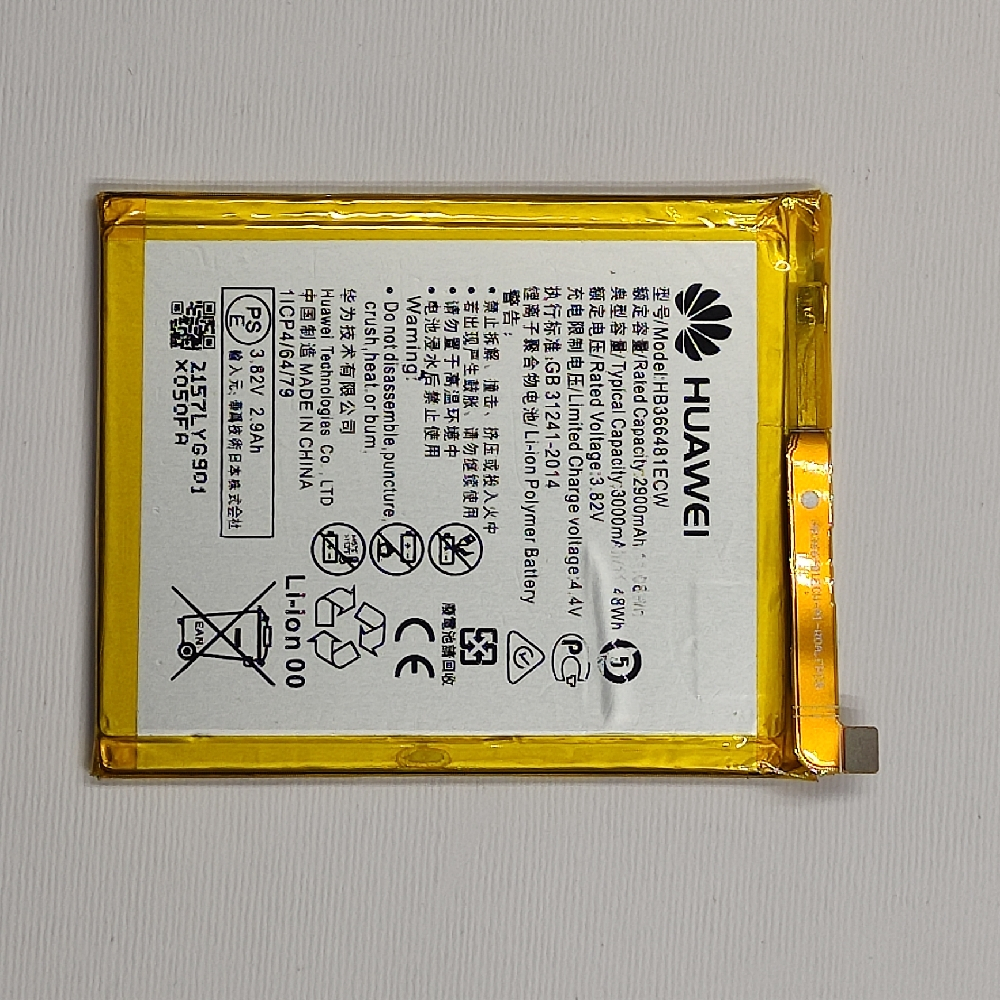 HUAWEI
型号/Model:HB366481ECW
额定容量/Rated Capacity:2900mAh
典型容量/Typical Capacity:3000mA 48Wh
额定电压/Rated Voltage:3.82V
充电限制电压/Limited Charge voltage:4.4V
执行标准:GB 31241-2014
锂离子聚合物电池/Li-ion Polymer Battery
警告:
• 禁止拆解、撞击、挤压或投入火中
• 若出现严重鼓胀、请勿继续使用
• 请勿置于高温环境中
• 电池浸水后禁止使用
Warning!
• Do not disassemble,puncture,
crush,heat,or burn.
华为技术有限公司
Huawei Technologies Co., LTD
中国制造 MADE IN CHINA
1ICP4/64/79
PS
E
3.82V 2.9Ah
2157LYG901
X050FA
5
廢電池請回收
CE
Li-ion 00
EAN